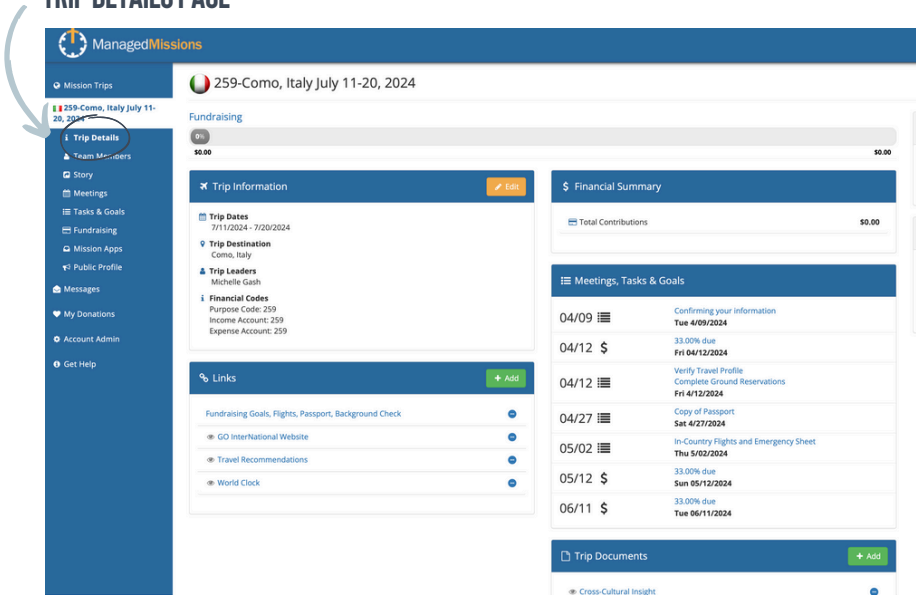 TRIP DETAILS PAGE
ManagedMissions
Mission Trips
259-Como, Italy July 11-
20, 2024
Trip Details
Team Members
Story
Meetings
Tasks & Goals
Fundraising
Mission Apps
Public Profile
Messages
My Donations
Account Admin
Get Help
259-Como, Italy July 11-20, 2024
Fundraising
0%
$0.00 $0.00
Trip Information Edit
Trip Dates
7/11/2024 - 7/20/2024
Trip Destination
Como, Italy
Trip Leaders
Michelle Gash
Financial Codes
Purpose Code: 259
Income Account: 259
Expense Account: 259
Links + Add
Fundraising Goals, Flights, Passport, Background Check
GO InterNational Website
Travel Recommendations
World Clock
$ Financial Summary
Total Contributions $0.00
Meetings, Tasks & Goals
04/09 Confirming your information
Tue 4/09/2024
04/12 $ 33.00% due
Fri 04/12/2024
04/12 Verify Travel Profile
Complete Ground Reservations
Fri 4/12/2024
04/27 Copy of Passport
Sat 4/27/2024
05/02 In-Country Flights and Emergency Sheet
Thu 5/02/2024
05/12 $ 33.00% due
Sun 05/12/2024
06/11 $ 33.00% due
Tue 06/11/2024
Trip Documents + Add
Cross-Cultural Insight